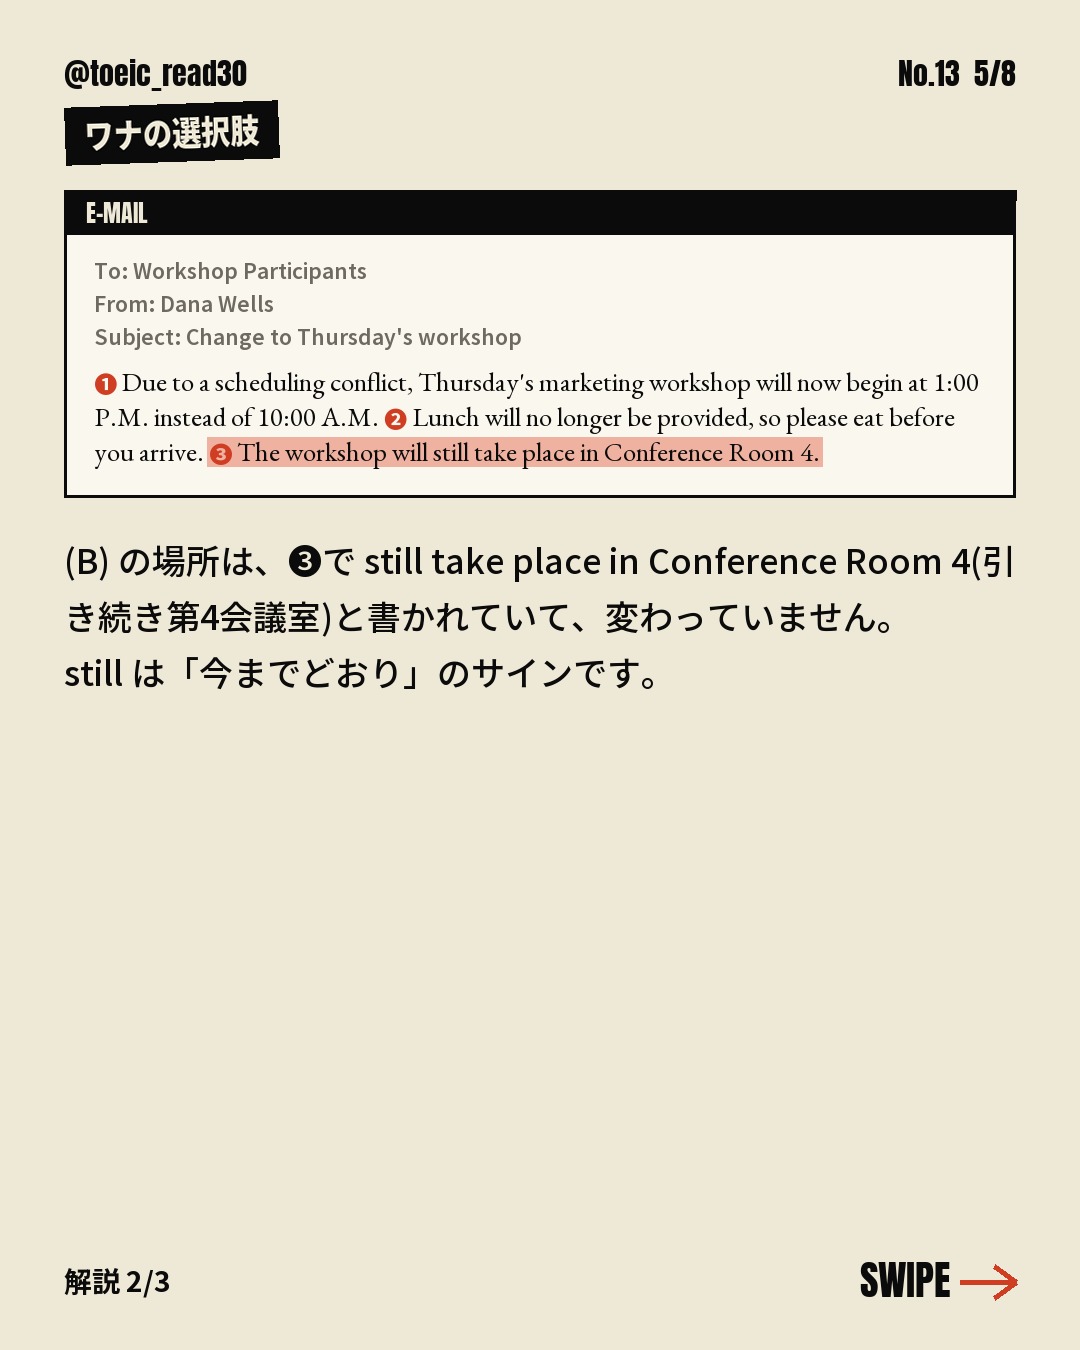 @toeic_read30
No.13 5/8
ワナの選択肢
E-MAIL
To: Workshop Participants
From: Dana Wells
Subject: Change to Thursday's workshop
❶ Due to a scheduling conflict, Thursday's marketing workshop will now begin at 1:00
P.M. instead of 10:00 A.M. ❷ Lunch will no longer be provided, so please eat before
you arrive. ❸ The workshop will still take place in Conference Room 4.
(B) の場所は、❸で still take place in Conference Room 4(引
き続き第4会議室)と書かれていて、変わっていません。
still は「今までどおり」のサインです。
解説 2/3
SWIPE